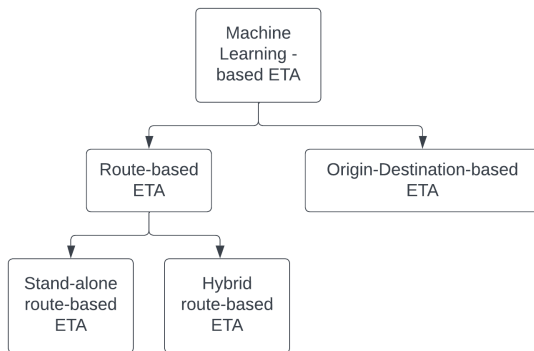 Machine
Learning -
based ETA
Route-based
ETA
Origin-Destination-based
ETA
Stand-alone
route-based
ETA
Hybrid
route-based
ETA